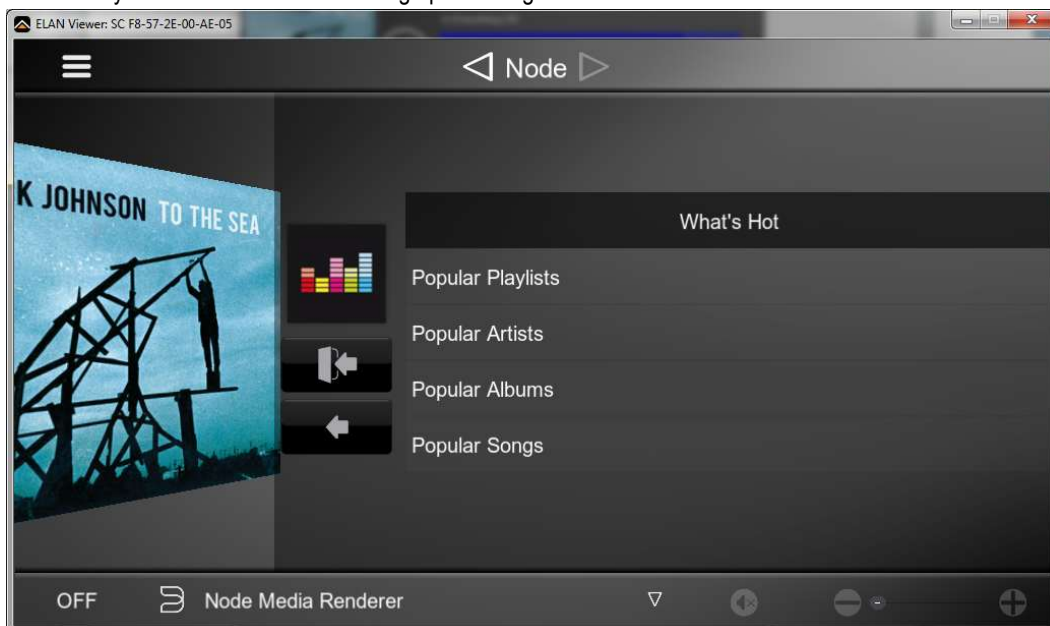 ELAN Viewer: SC F8-57-2E-00-AE-05
Node
K JOHNSON TO THE SEA
What's Hot
Popular Playlists
Popular Artists
Popular Albums
Popular Songs
OFF
Node Media Renderer